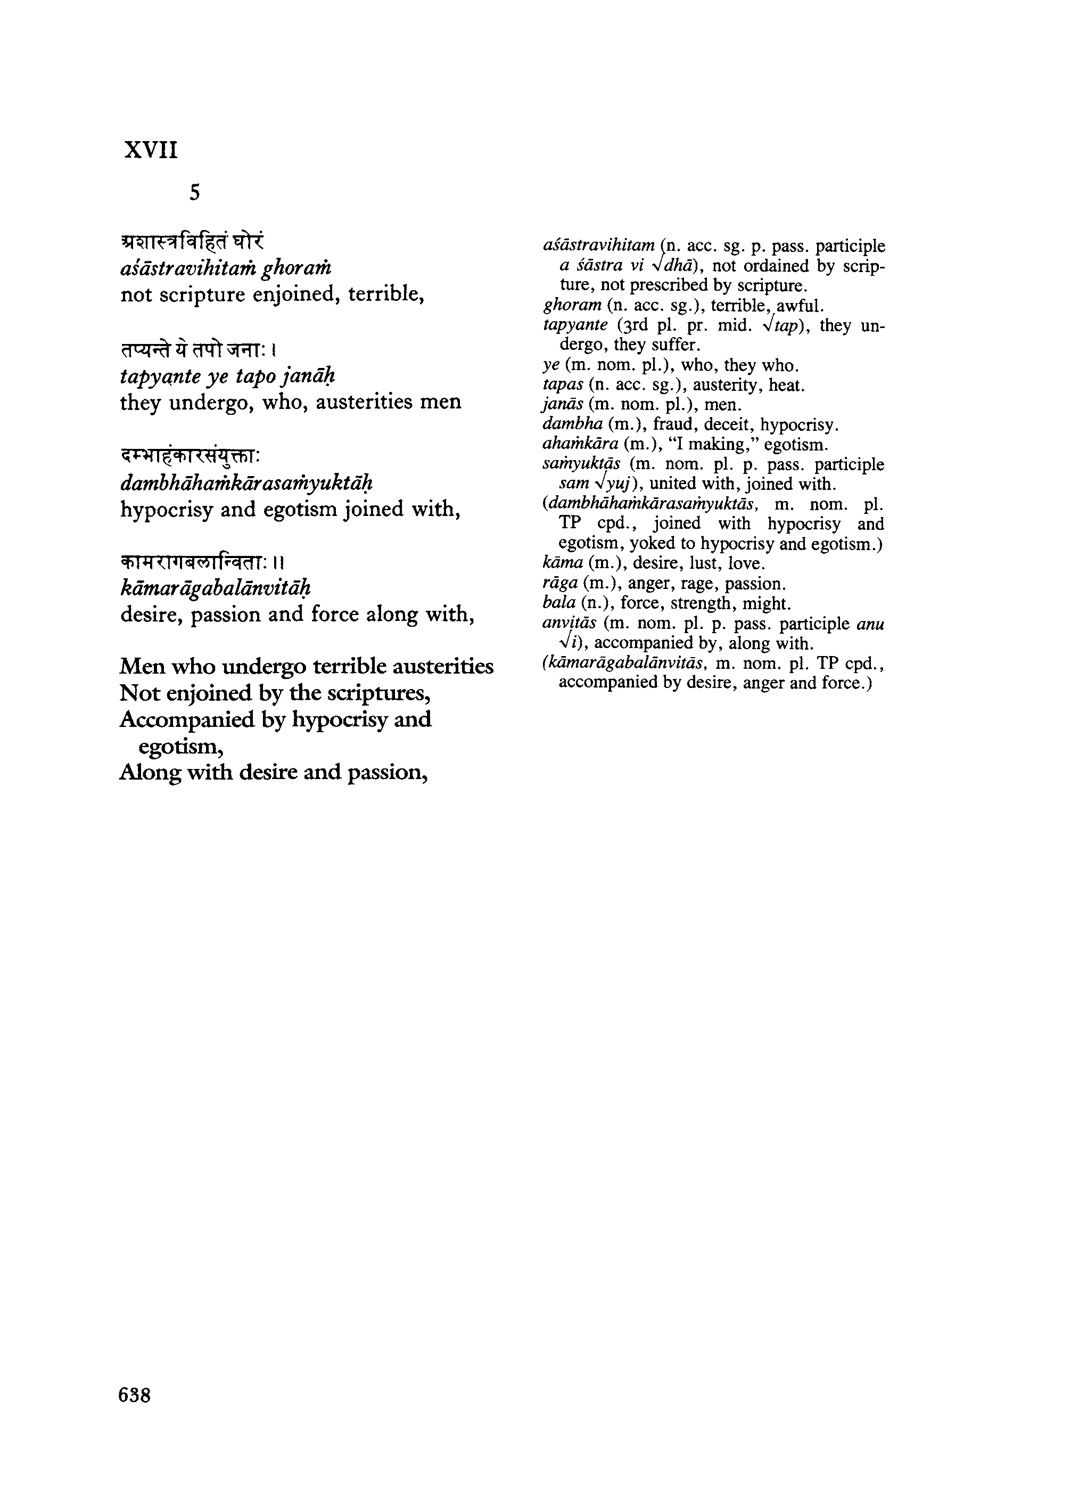 XVII
5
अशास्त्रविहितं घोरं
aśāstravihitaṁ ghoraṁ
not scripture enjoined, terrible,
तप्यन्ते ये तपो जनाः ।
tapyante ye tapo janāḥ
they undergo, who, austerities men
दम्भाहंकारसंयुक्ताः
dambhāhaṁkārasaṁyuktāḥ
hypocrisy and egotism joined with,
कामरागबलान्विताः ॥
kāmarāgabalānvitāḥ
desire, passion and force along with,
Men who undergo terrible austerities
Not enjoined by the scriptures,
Accompanied by hypocrisy and
egotism,
Along with desire and passion,
aśāstravihitam (n. acc. sg. p. pass. participle
a śāstra vi √dhā), not ordained by scrip-
ture, not prescribed by scripture.
ghoram (n. acc. sg.), terrible, awful.
tapyante (3rd pl. pr. mid. √tap), they un-
dergo, they suffer.
ye (m. nom. pl.), who, they who.
tapas (n. acc. sg.), austerity, heat.
janās (m. nom. pl.), men.
dambha (m.), fraud, deceit, hypocrisy.
ahaṁkāra (m.), “I making,” egotism.
saṁyuktās (m. nom. pl. p. pass. participle
sam √yuj), united with, joined with.
(dambhāhaṁkārasaṁyuktās, m. nom. pl.
TP cpd., joined with hypocrisy and
egotism, yoked to hypocrisy and egotism.)
kāma (m.), desire, lust, love.
rāga (m.), anger, rage, passion.
bala (n.), force, strength, might.
anvitās (m. nom. pl. p. pass. participle anu
√i), accompanied by, along with.
(kāmarāgabalānvitās, m. nom. pl. TP cpd.,
accompanied by desire, anger and force.)
638